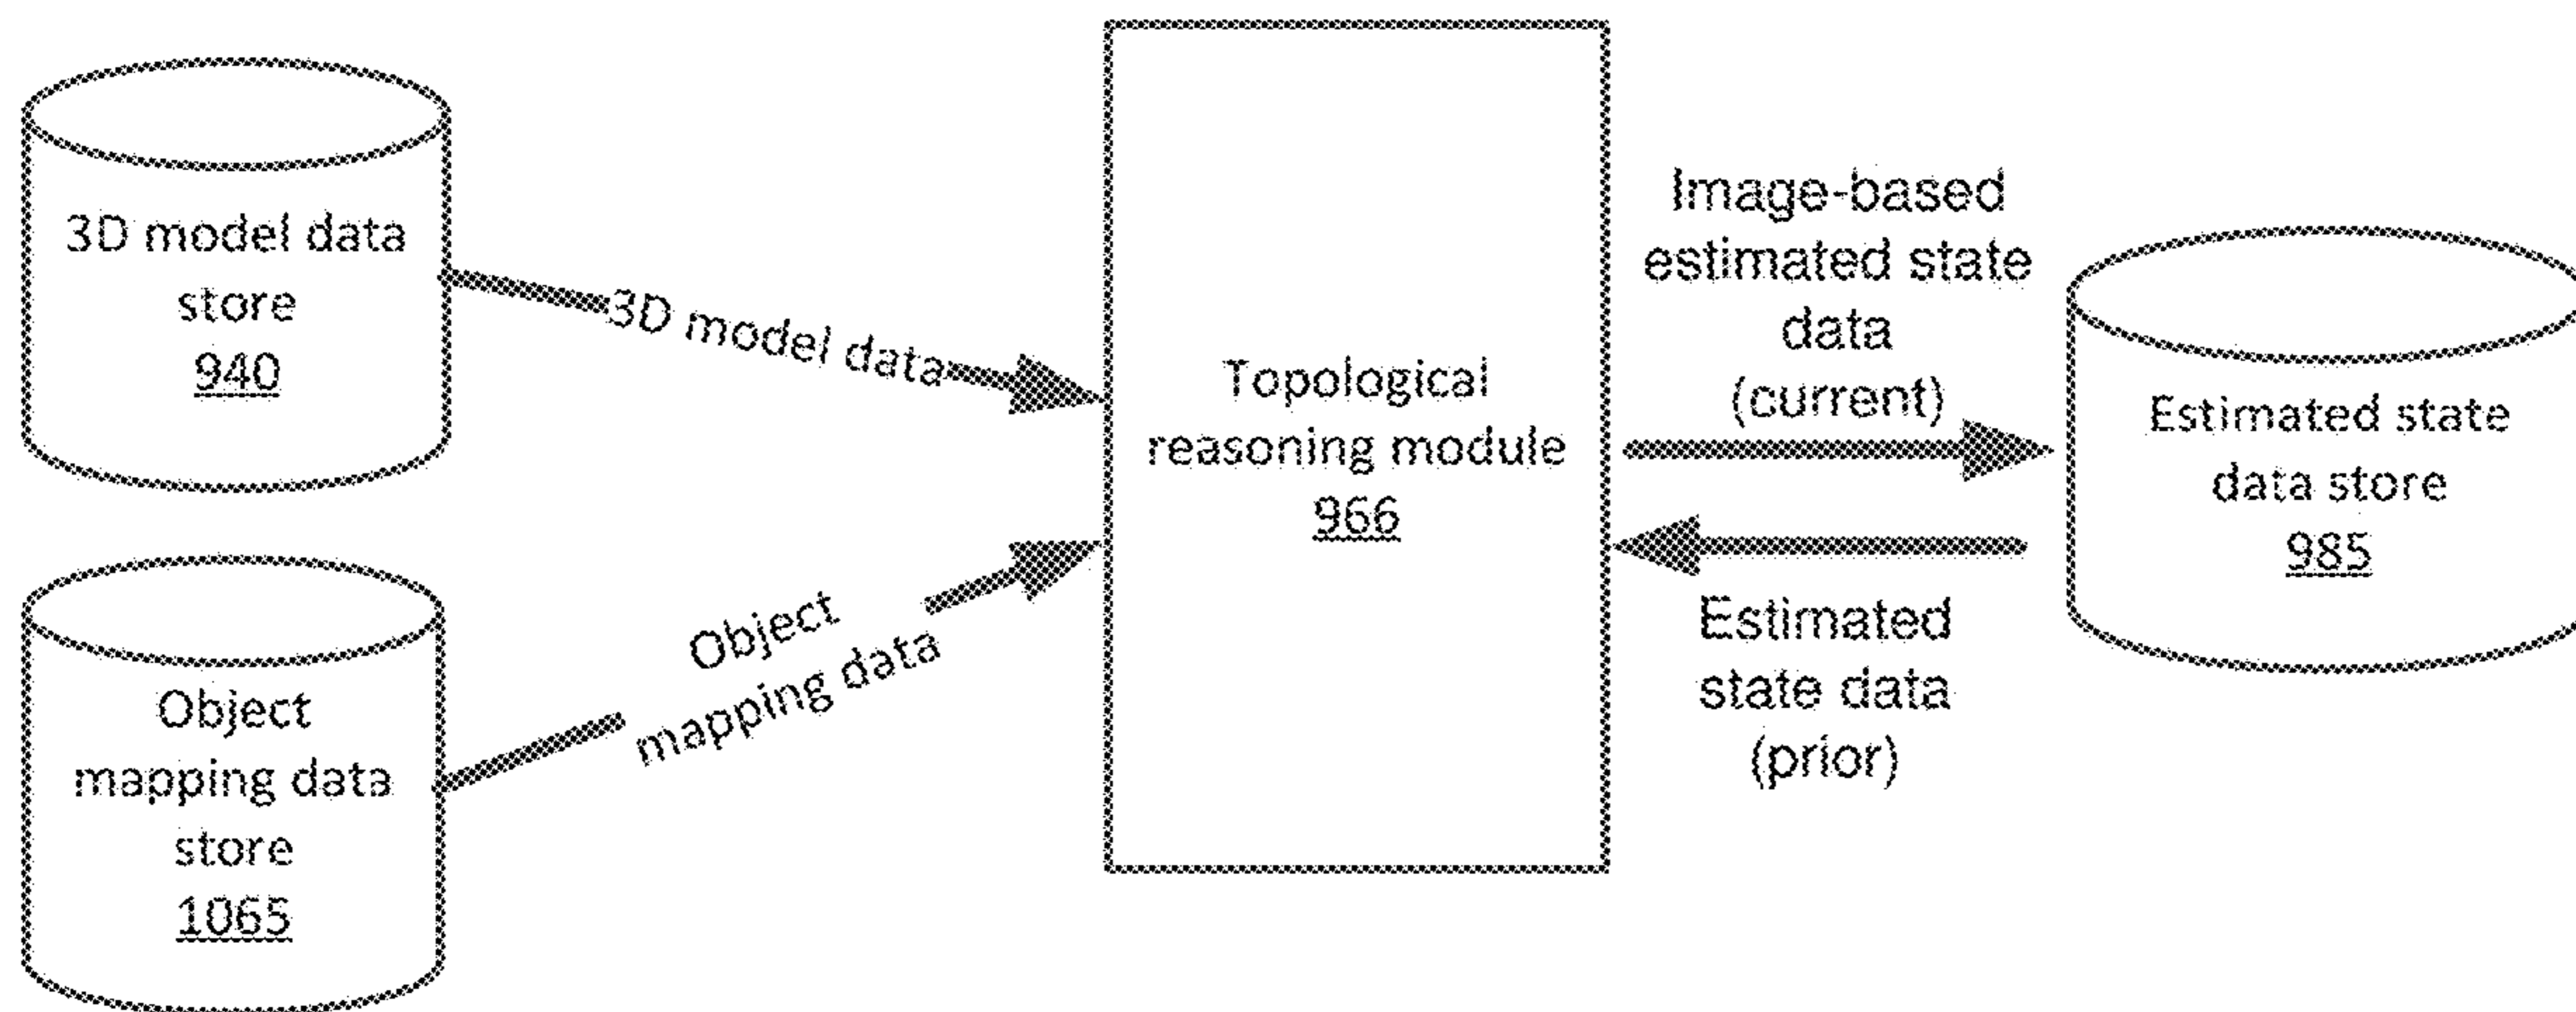 3D model data
store
940
3D model data
Object
mapping data
store
1065
Object
mapping data
Topological
reasoning module
966
Image-based
estimated state
data
(current)
Estimated
state data
(prior)
Estimated state
data store
985